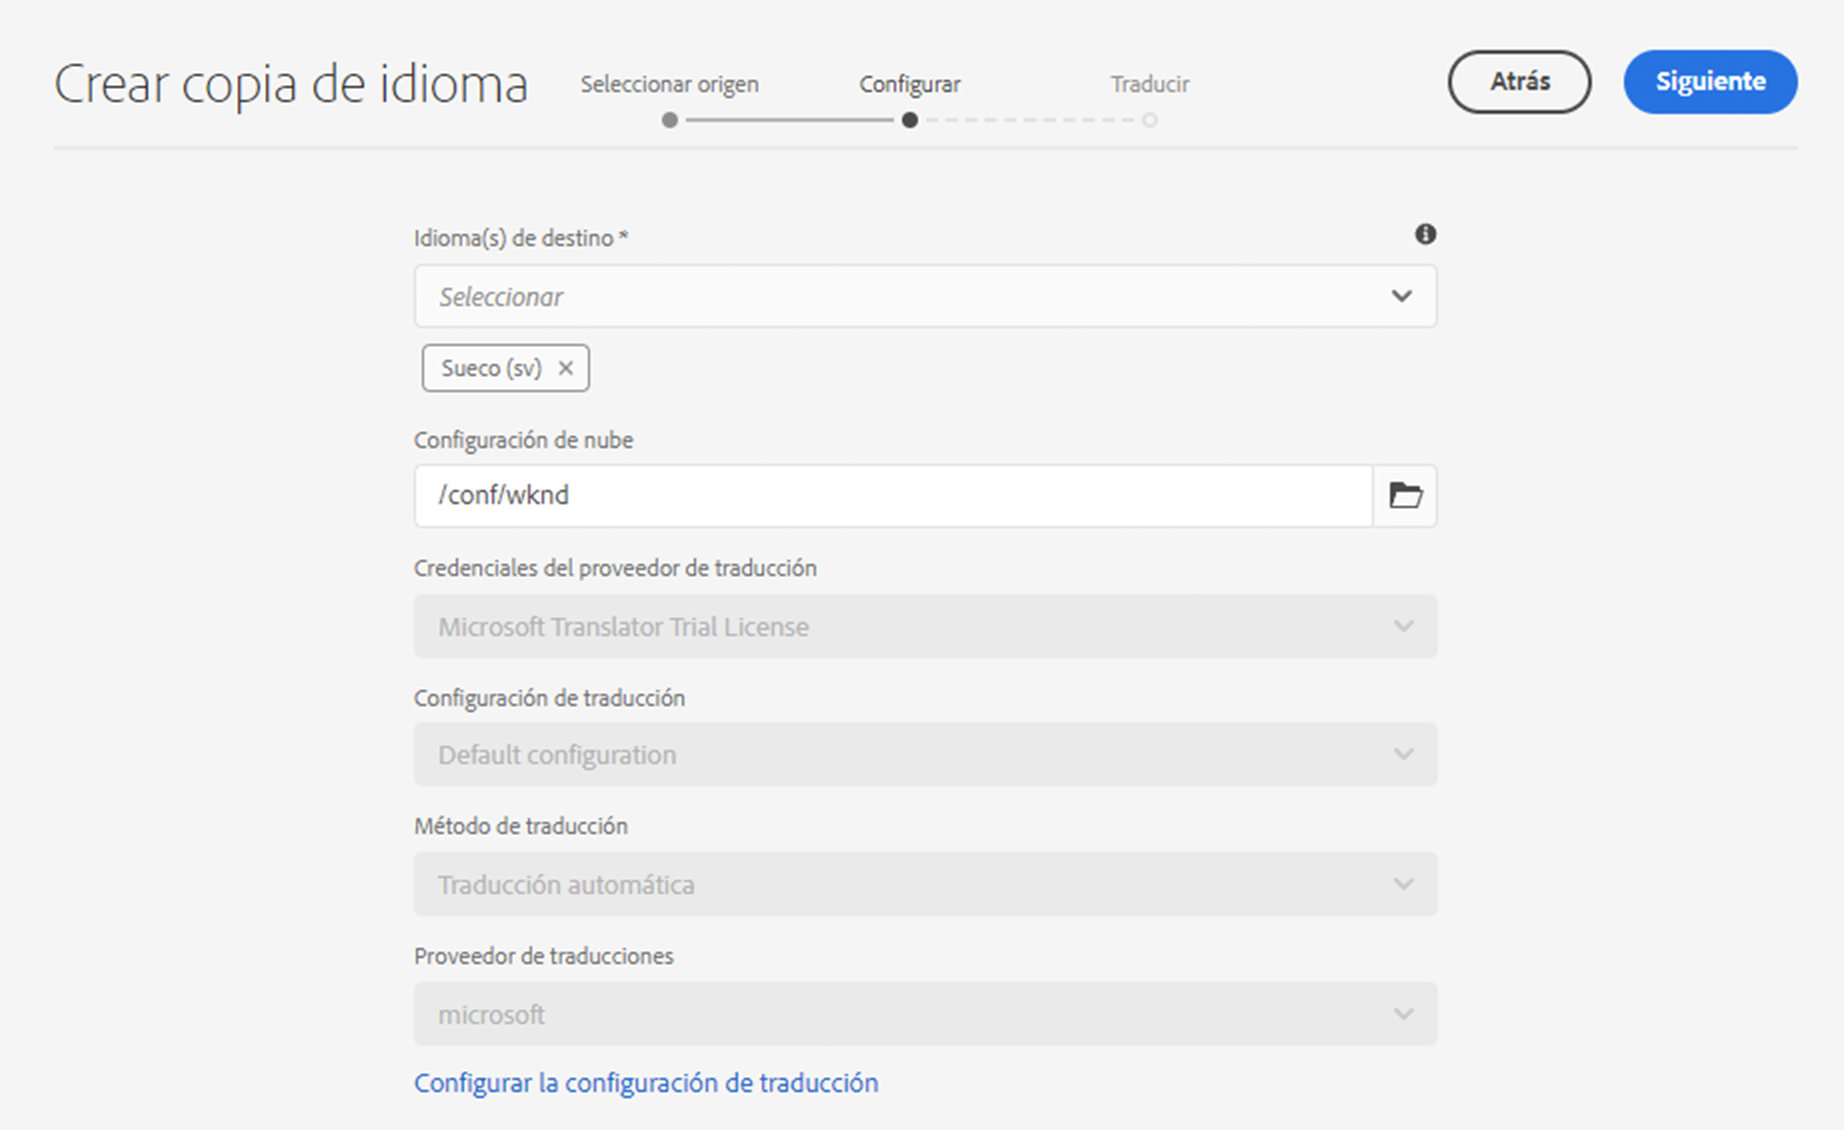 Crear copia de idioma
Seleccionar origen
Configurar
Traducir
Atrás
Siguiente
Idioma(s) de destino *
Seleccionar
Sueco (sv)
Configuración de nube
/conf/wknd
Credenciales del proveedor de traducción
Microsoft Translator Trial License
Configuración de traducción
Default configuration
Método de traducción
Traducción automática
Proveedor de traducciones
microsoft
Configurar la configuración de traducción